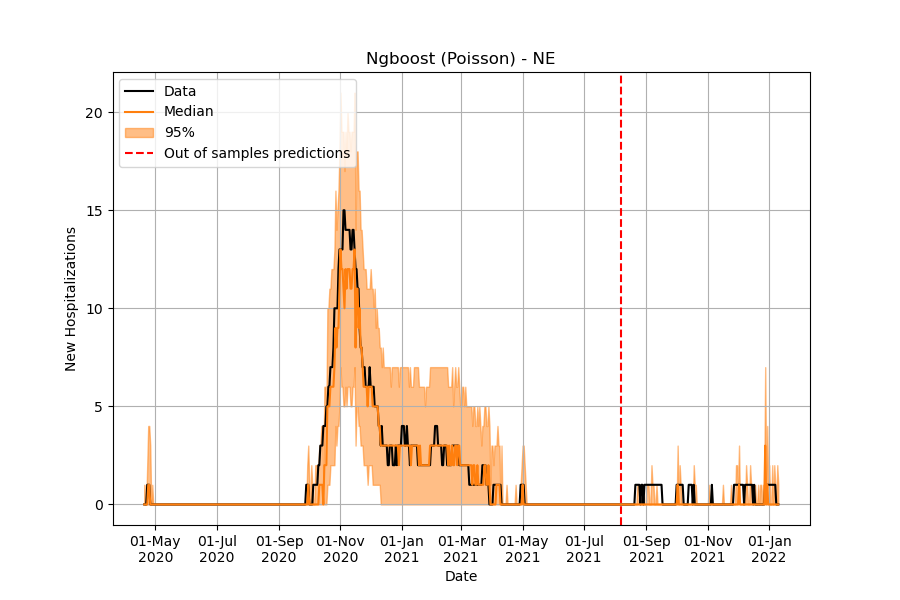 Ngboost (Poisson) - NE
Data
Median
95%
Out of samples predictions
New Hospitalizations
20
15
10
5
0
01-May 01-Jul 01-Sep 01-Nov 01-Jan 01-Mar 01-May 01-Jul 01-Sep 01-Nov 01-Jan
2020 2020 2020 2020 2021 2021 2021 2021 2021 2021 2022
Date